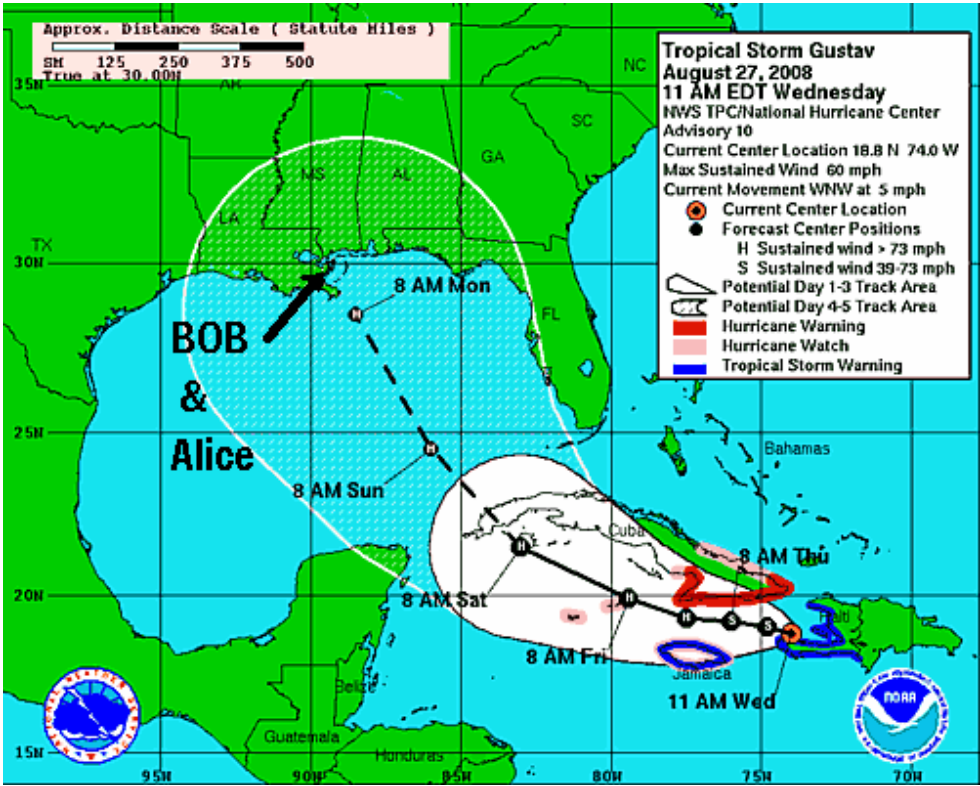 Approx. Distance Scale ( Statute Miles )
SM 125 250 375 500
True at 30.00N
Tropical Storm Gustav
August 27, 2008
11 AM EDT Wednesday
NWS TPC/National Hurricane Center
Advisory 10
Current Center Location 18.8 N 74.0 W
Max Sustained Wind 60 mph
Current Movement WNW at 5 mph
Current Center Location
Forecast Center Positions
H Sustained wind > 73 mph
S Sustained wind 39-73 mph
Potential Day 1-3 Track Area
Potential Day 4-5 Track Area
Hurricane Warning
Hurricane Watch
Tropical Storm Warning
35N
AR
NC
SC
MS
AL
GA
LA
TX
30N
8 AM Mon
H
FL
BOB
&
Alice
25N
H
Bahamas
8 AM Sun
Cuba
8 AM Thu
H
20N
8 AM Sat
H
H
S
S
Haiti
8 AM Fri
Jamaica
11 AM Wed
Belize
NATIONAL WEATHER SERVICE
NOAA
Guatemala
Honduras
15N
95W
90W
85W
80W
75W
70W